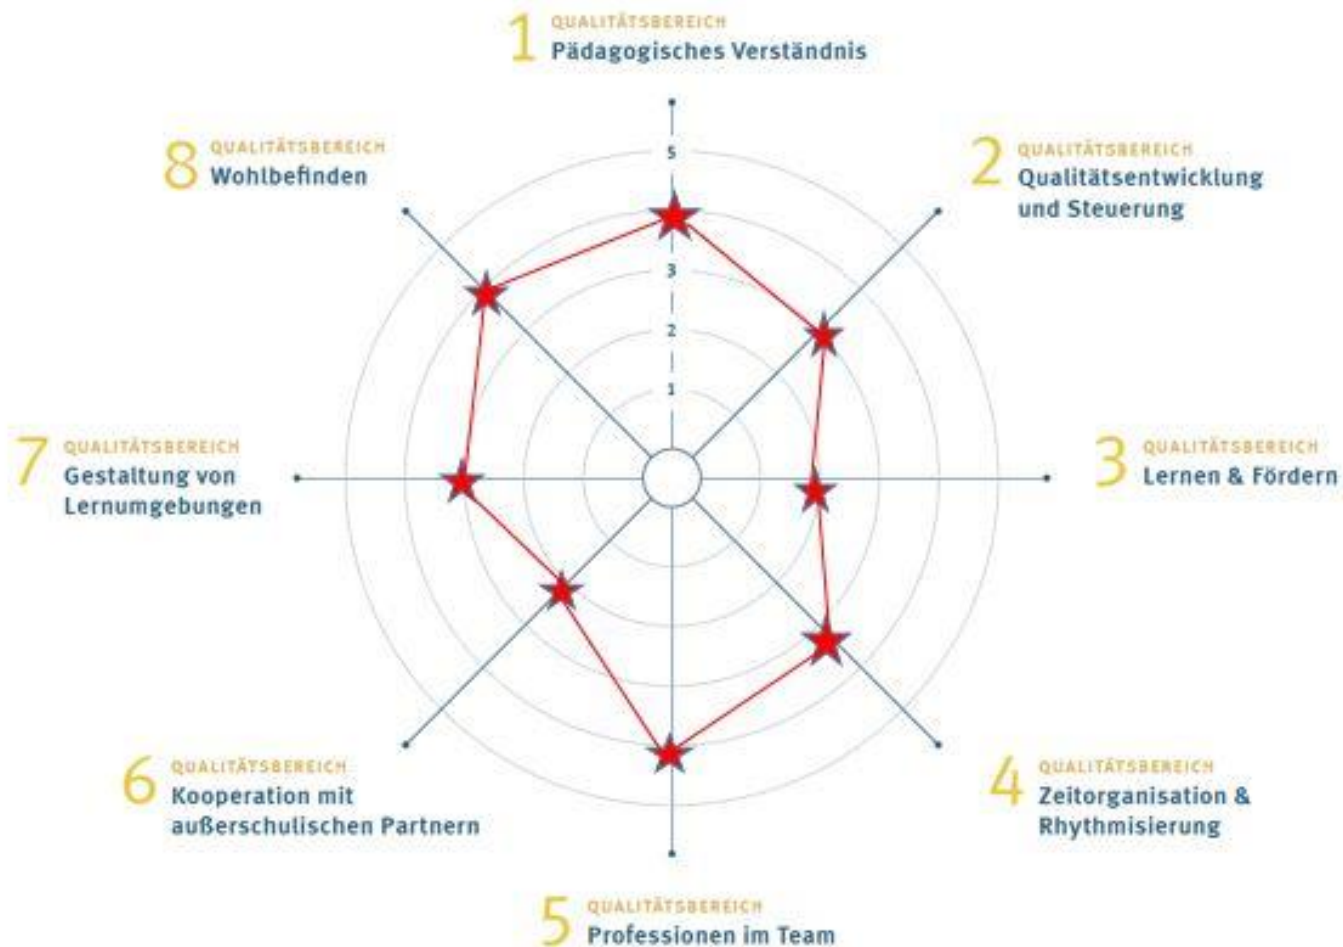 1 QUALITÄTSBEREICH
Pädagogisches Verständnis
8 QUALITÄTSBEREICH
Wohlbefinden
2 QUALITÄTSBEREICH
Qualitätsentwicklung
und Steuerung
5
3
2
1
7 QUALITÄTSBEREICH
Gestaltung von
Lernumgebungen
3 QUALITÄTSBEREICH
Lernen & Fördern
6 QUALITÄTSBEREICH
Kooperation mit
außerschulischen Partnern
4 QUALITÄTSBEREICH
Zeitorganisation &
Rhythmisierung
5 QUALITÄTSBEREICH
Professionen im Team